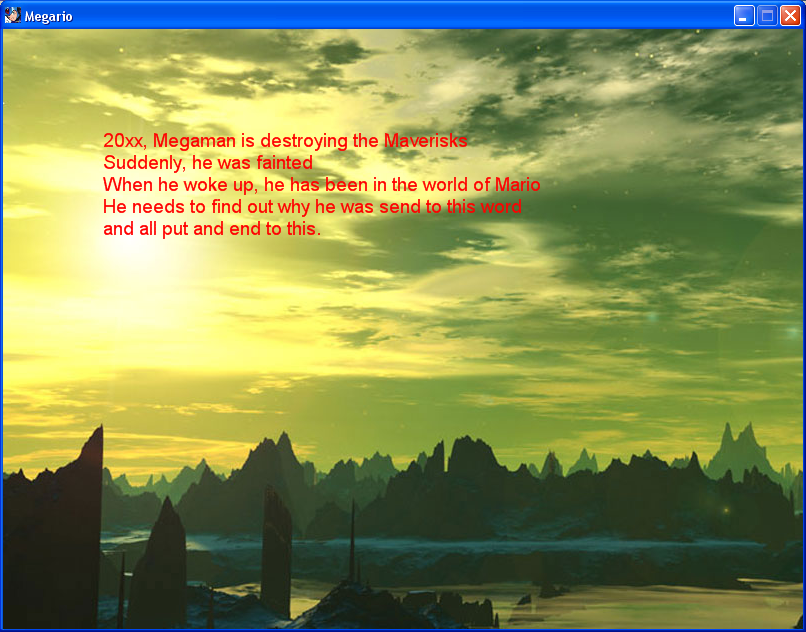 Megario
20xx, Megaman is destroying the Maverisks
Suddenly, he was fainted
When he woke up, he has been in the world of Mario
He needs to find out why he was send to this word
and all put and end to this.